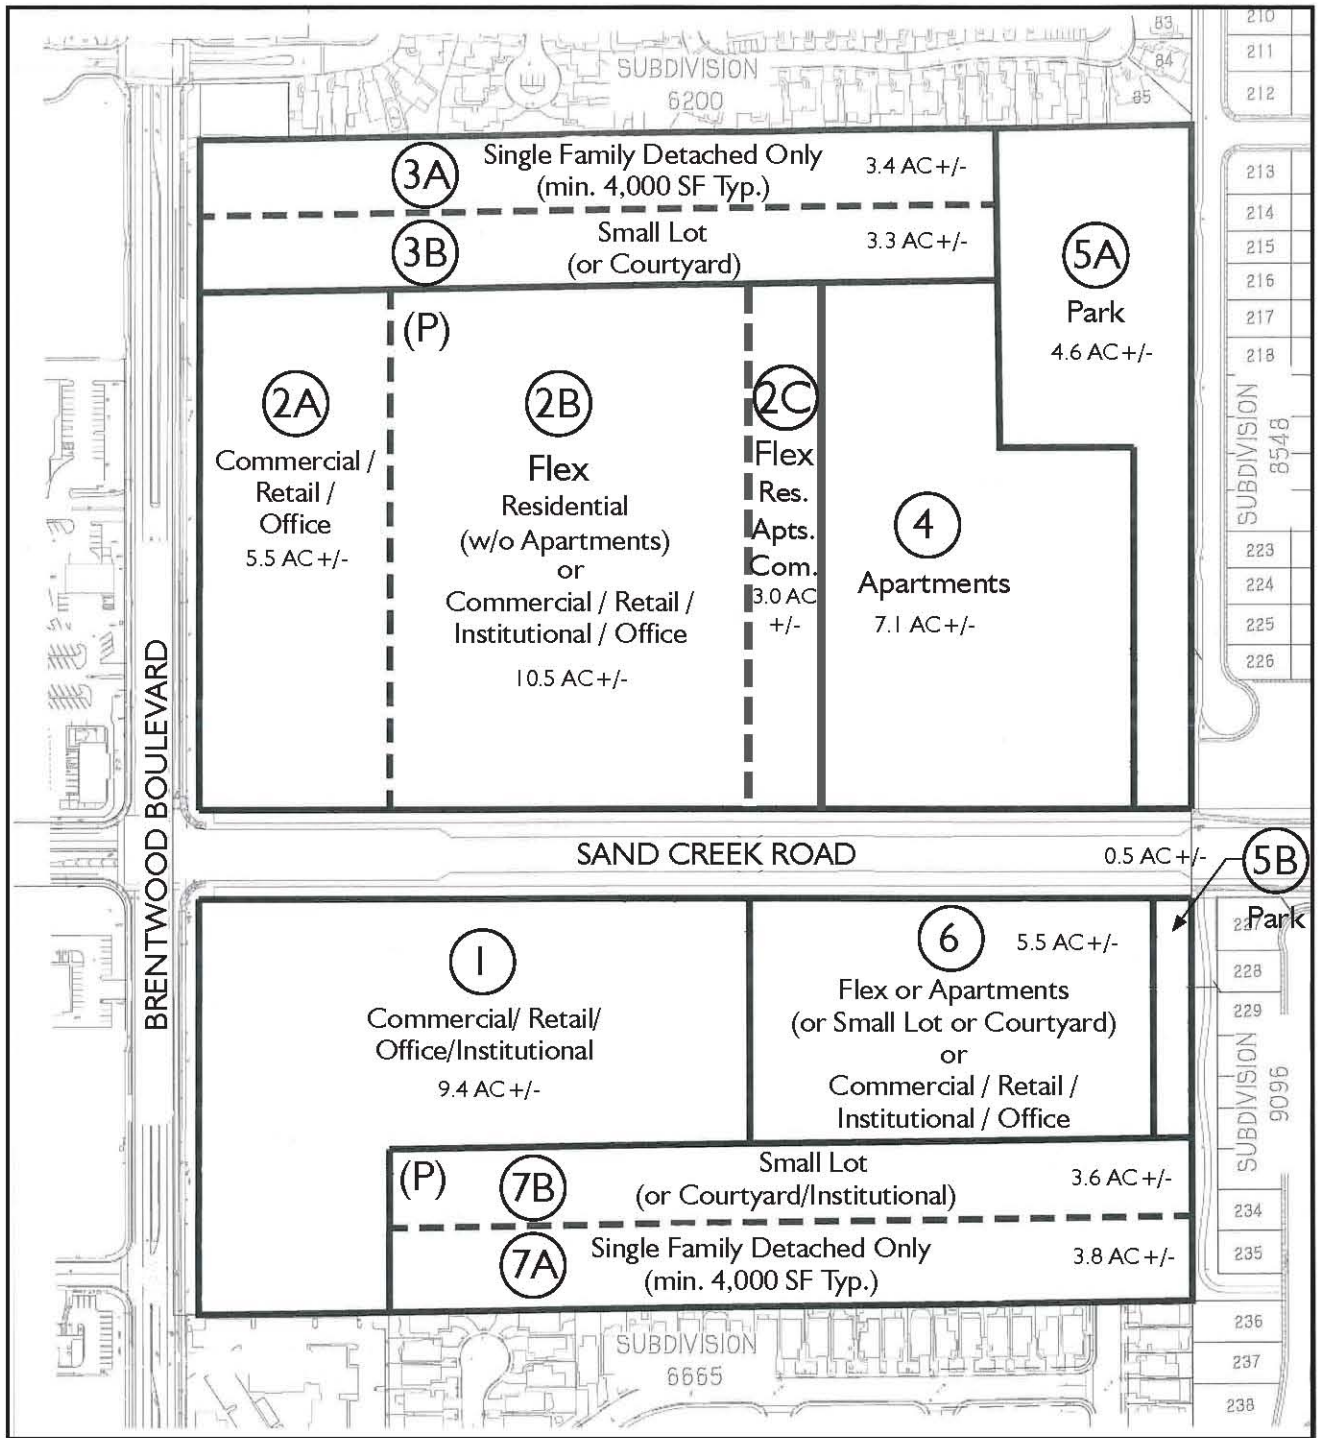 SUBDIVISION
6200
83
84
85
210
211
212
3A
Single Family Detached Only
(min. 4,000 SF Typ.)
3.4 AC +/-
3B
Small Lot
(or Courtyard)
3.3 AC +/-
5A
Park
4.6 AC +/-
213
214
215
216
217
218
SUBDIVISION
8548
223
224
225
226
2A
Commercial /
Retail /
Office
5.5 AC +/-
(P)
2B
Flex
Residential
(w/o Apartments)
or
Commercial / Retail /
Institutional / Office
10.5 AC +/-
2C
Flex
Res.
Apts.
Com.
3.0 AC
+/-
4
Apartments
7.1 AC +/-
BRENTWOOD BOULEVARD
SAND CREEK ROAD
0.5 AC +/-
5B
Park
1
Commercial/ Retail/
Office/Institutional
9.4 AC +/-
6
5.5 AC +/-
Flex or Apartments
(or Small Lot or Courtyard)
or
Commercial / Retail /
Institutional / Office
227
228
229
SUBDIVISION
9096
234
235
236
237
238
(P)
7B
Small Lot
(or Courtyard/Institutional)
3.6 AC +/-
7A
Single Family Detached Only
(min. 4,000 SF Typ.)
3.8 AC +/-
SUBDIVISION
6665